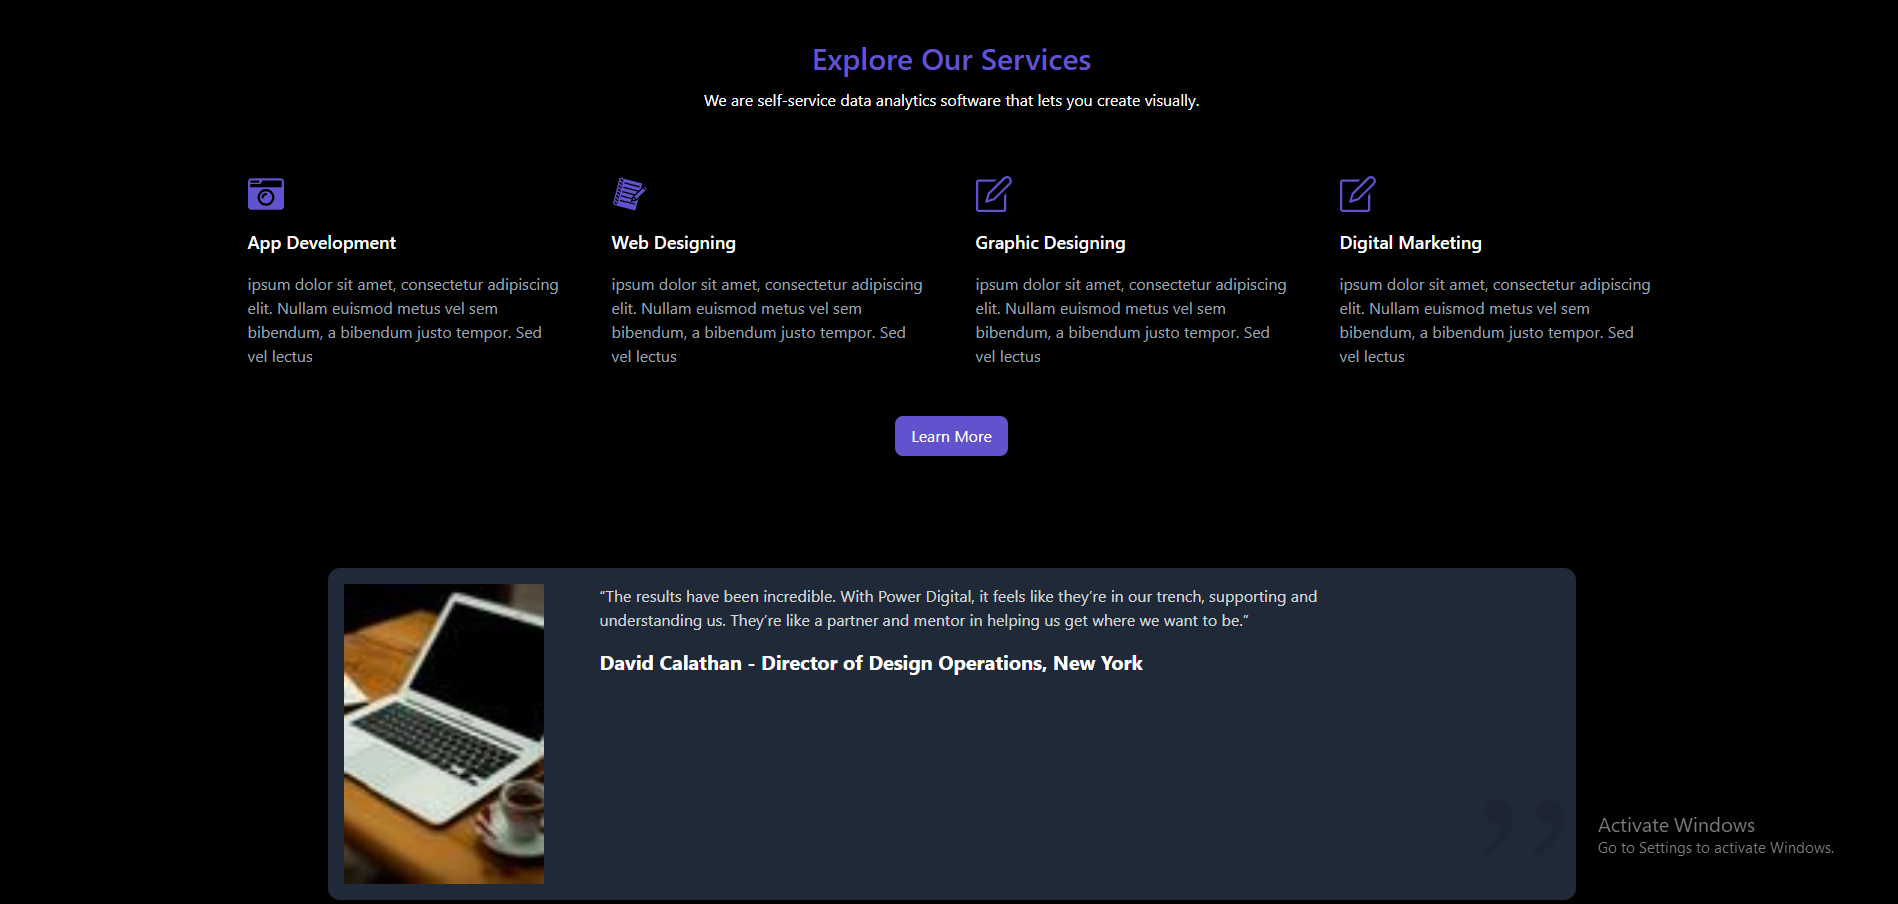 Explore Our Services
We are self-service data analytics software that lets you create visually.
App Development
ipsum dolor sit amet, consectetur adipiscing
elit. Nullam euismod metus vel sem
bibendum, a bibendum justo tempor. Sed
vel lectus
Web Designing
ipsum dolor sit amet, consectetur adipiscing
elit. Nullam euismod metus vel sem
bibendum, a bibendum justo tempor. Sed
vel lectus
Graphic Designing
ipsum dolor sit amet, consectetur adipiscing
elit. Nullam euismod metus vel sem
bibendum, a bibendum justo tempor. Sed
vel lectus
Digital Marketing
ipsum dolor sit amet, consectetur adipiscing
elit. Nullam euismod metus vel sem
bibendum, a bibendum justo tempor. Sed
vel lectus
Learn More
“The results have been incredible. With Power Digital, it feels like they’re in our trench, supporting and
understanding us. They’re like a partner and mentor in helping us get where we want to be.”
David Calathan - Director of Design Operations, New York
Activate Windows
Go to Settings to activate Windows.